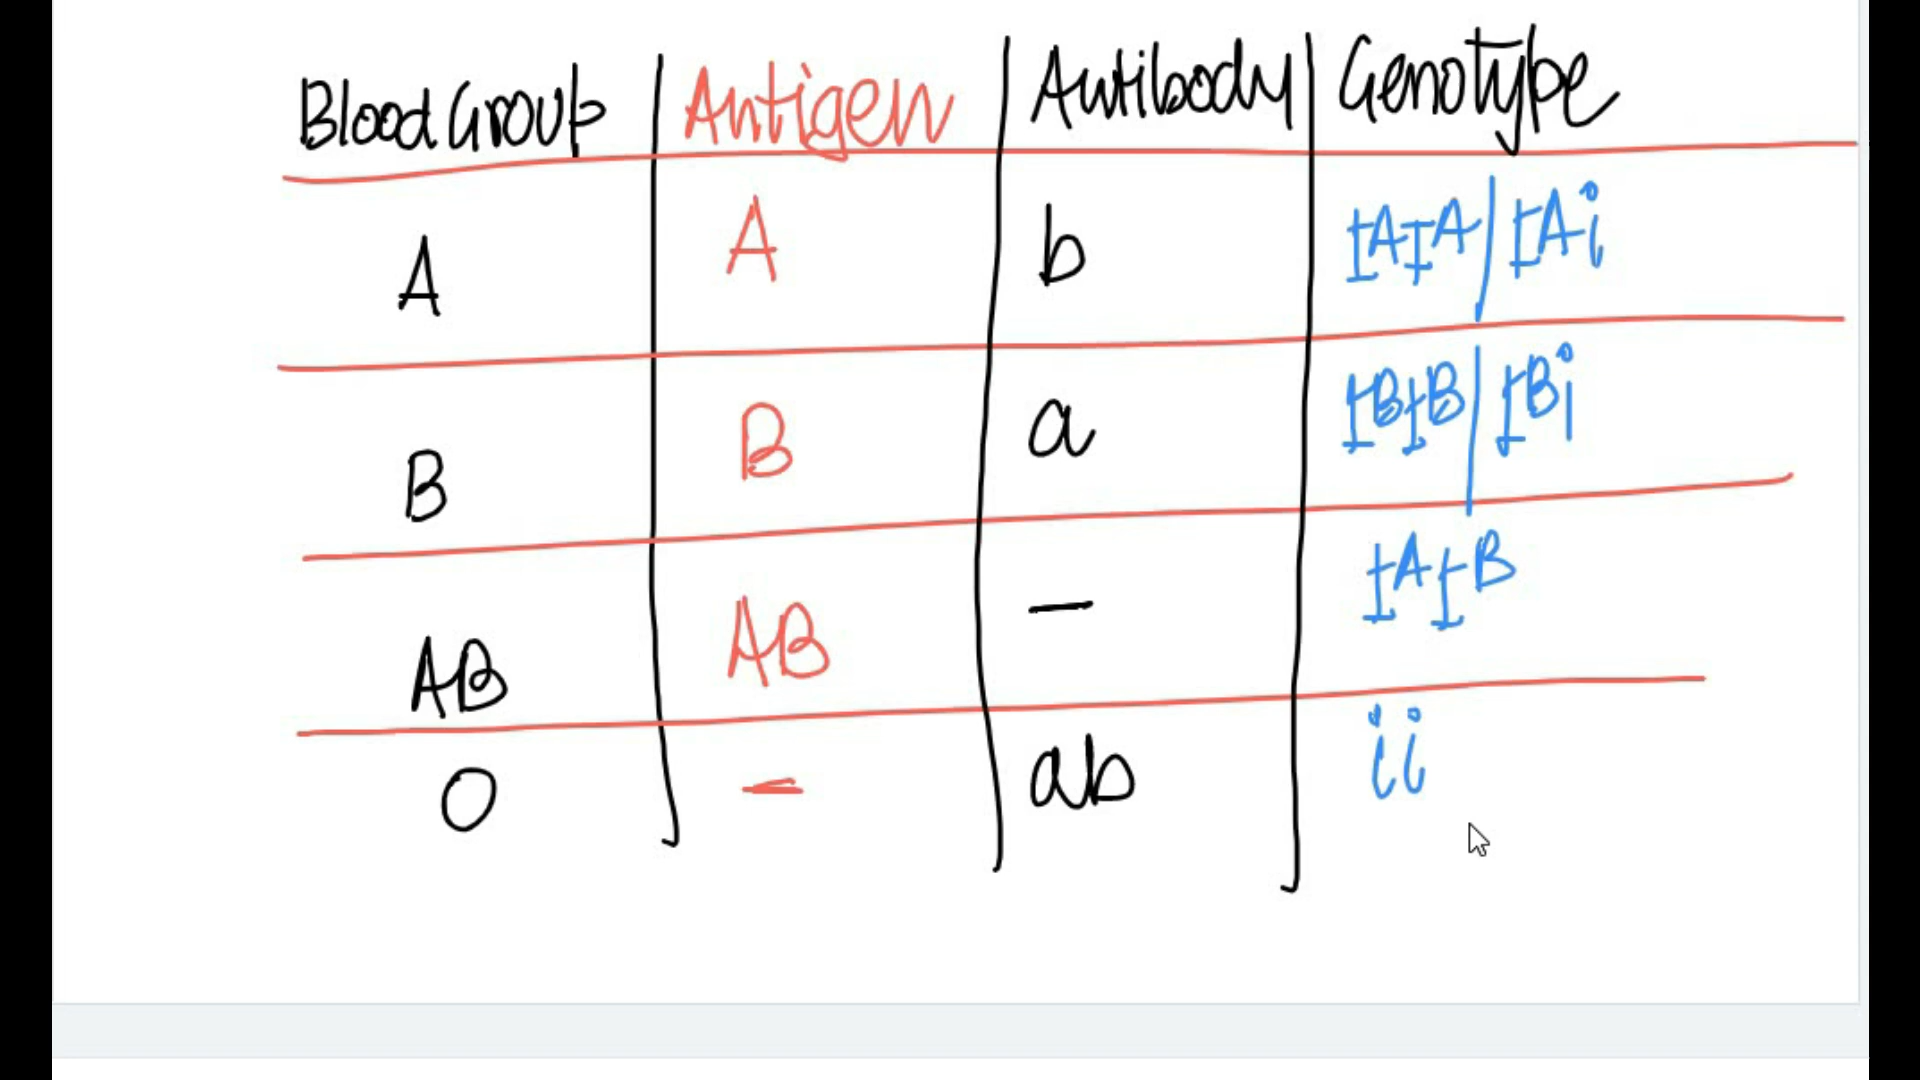 Blood Group Antigen Antibody Genotype
A A b IAIA/IAi
B B a IBIB/IBi
AB AB — IAIB
O - ab ii